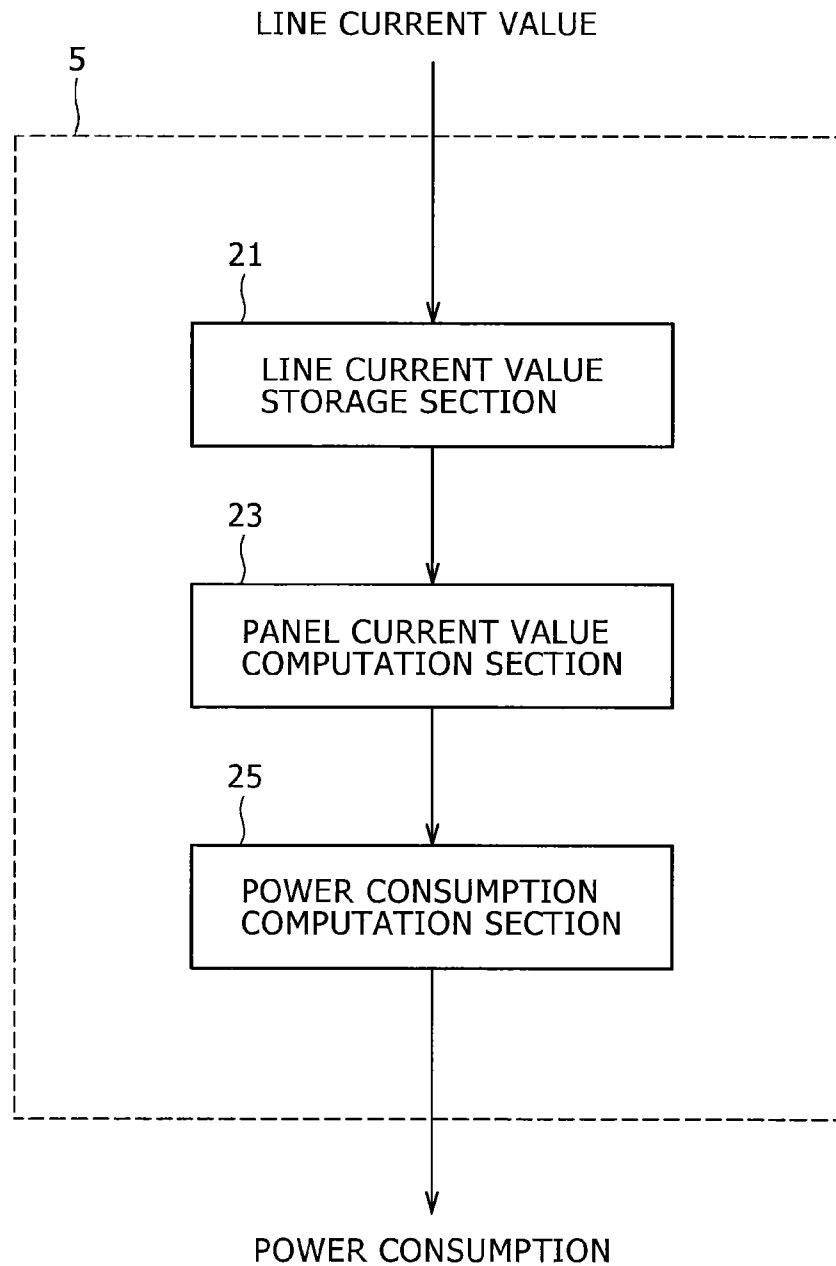 LINE CURRENT VALUE
5
21
LINE CURRENT VALUE
STORAGE SECTION
23
PANEL CURRENT VALUE
COMPUTATION SECTION
25
POWER CONSUMPTION
COMPUTATION SECTION
POWER CONSUMPTION